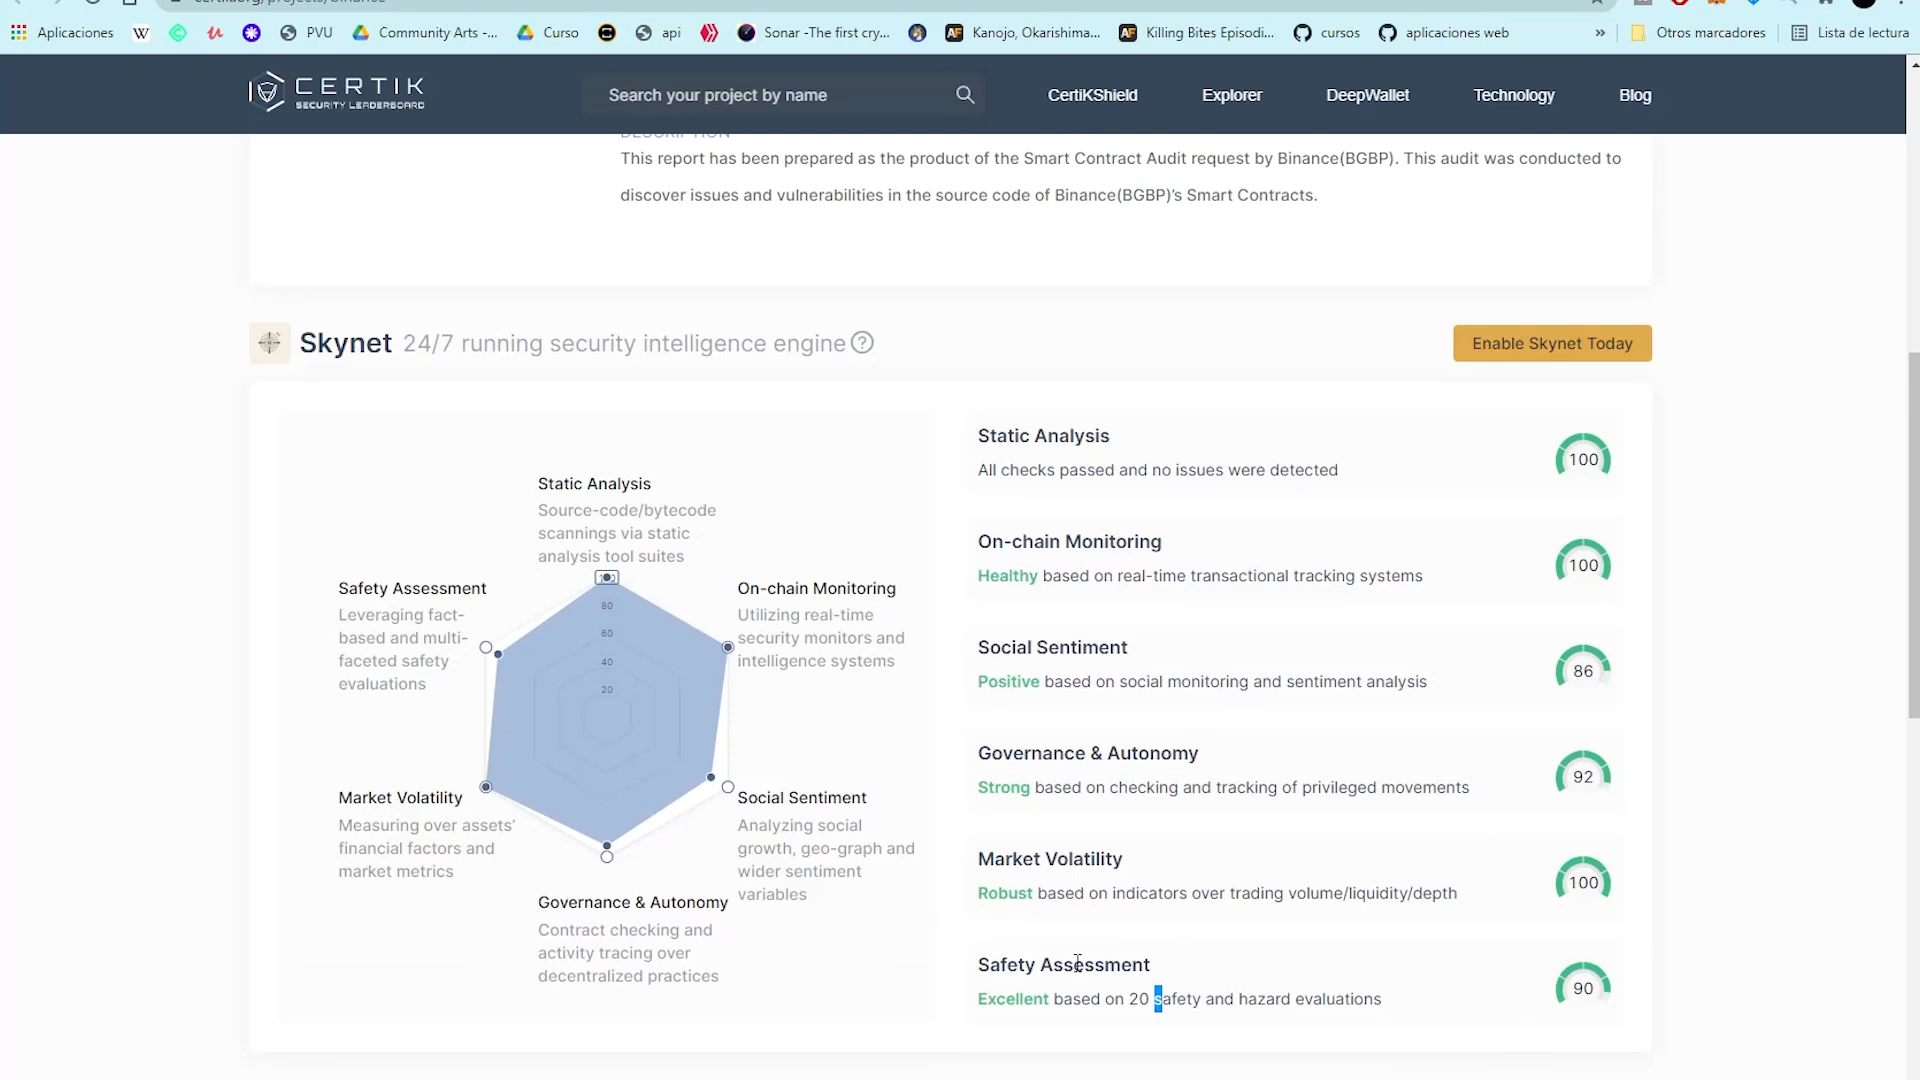 Aplicaciones
PVU
Community Arts -...
Curso
api
Sonar -The first cry...
Kanojo, Okarishima...
Killing Bites Episodi...
cursos
aplicaciones web
»
Otros marcadores
Lista de lectura
CERTIK
SECURITY LEADERBOARD
Search your project by name
CertiKShield
Explorer
DeepWallet
Technology
Blog
DESCRIPTION
This report has been prepared as the product of the Smart Contract Audit request by Binance(BGBP). This audit was conducted to
discover issues and vulnerabilities in the source code of Binance(BGBP)'s Smart Contracts.
Skynet 24/7 running security intelligence engine
Enable Skynet Today
Static Analysis
Source-code/bytecode
scannings via static
analysis tool suites
Safety Assessment
Leveraging fact-
based and multi-
faceted safety
evaluations
On-chain Monitoring
Utilizing real-time
security monitors and
intelligence systems
80
60
40
20
Market Volatility
Measuring over assets'
financial factors and
market metrics
Social Sentiment
Analyzing social
growth, geo-graph and
wider sentiment
variables
Governance & Autonomy
Contract checking and
activity tracing over
decentralized practices
Static Analysis
All checks passed and no issues were detected
100
On-chain Monitoring
Healthy based on real-time transactional tracking systems
100
Social Sentiment
Positive based on social monitoring and sentiment analysis
86
Governance & Autonomy
Strong based on checking and tracking of privileged movements
92
Market Volatility
Robust based on indicators over trading volume/liquidity/depth
100
Safety Assessment
Excellent based on 20 safety and hazard evaluations
90